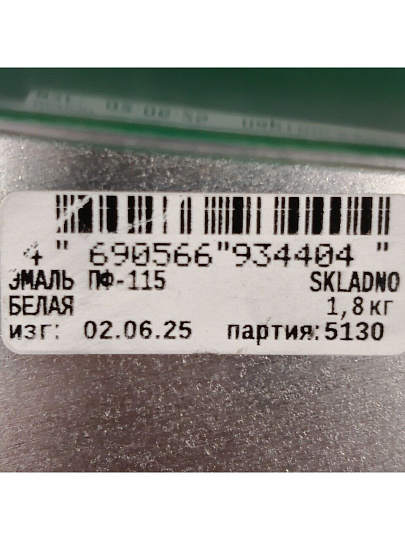 4 " 690566"934404 "
ЭМАЛЬ ПФ-115 SKLADNO
БЕЛАЯ 1,8 кг
изг: 02.06.25 партия:5130